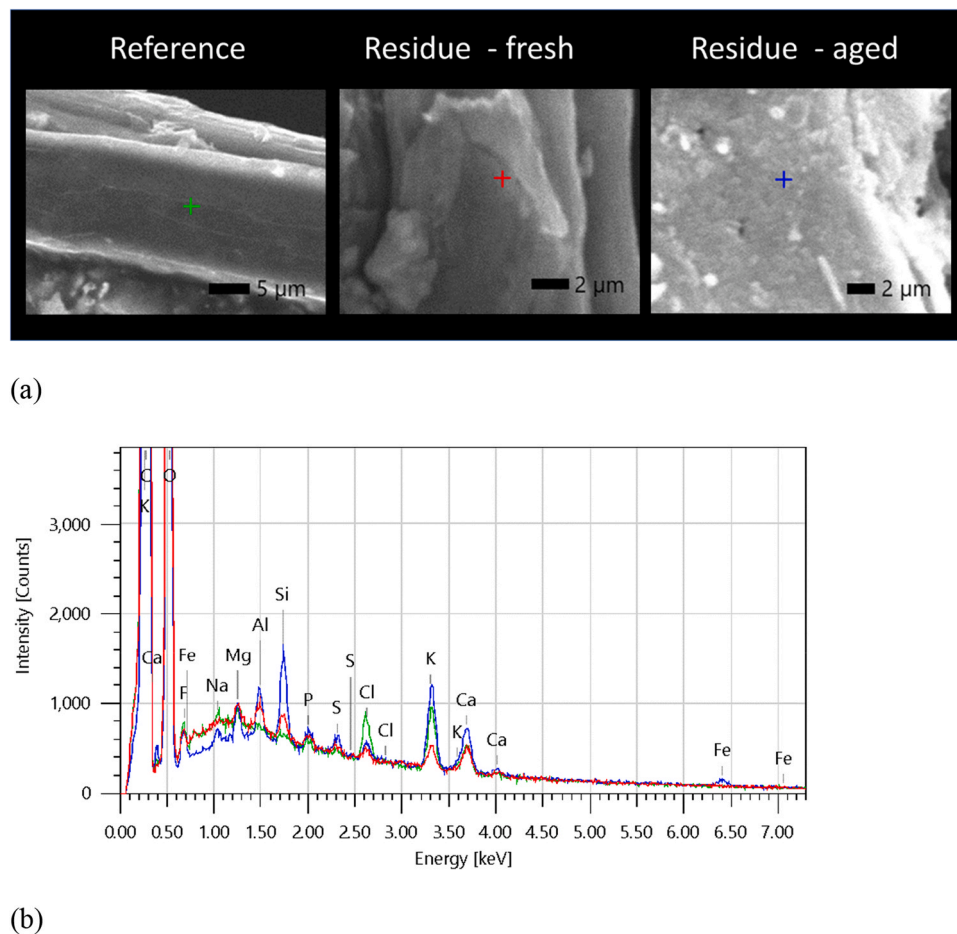 Reference
Residue - fresh
Residue - aged
5 μm
2 μm
2 μm
(a)
Intensity [Counts]
3,000
2,000
1,000
0
C
O
K
Ca
Fe
F
Na
Mg
Al
Si
P
S
S
Cl
Cl
K
K
Ca
Ca
Fe
Fe
0.00 0.50 1.00 1.50 2.00 2.50 3.00 3.50 4.00 4.50 5.00 5.50 6.00 6.50 7.00
Energy [keV]
(b)